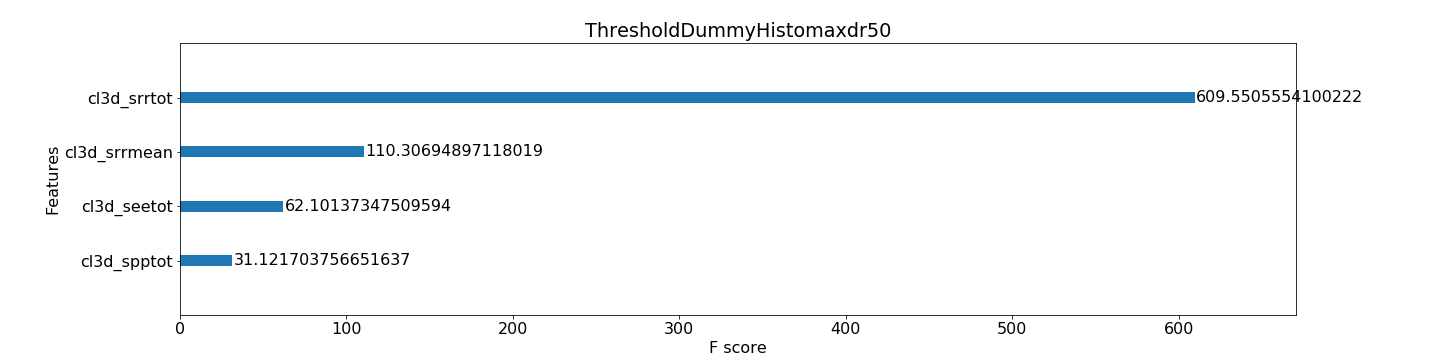 ThresholdDummyHistomaxdr50
cl3d_srrtot
609.5505554100222
cl3d_srrmean
110.30694897118019
cl3d_seetot
62.10137347509594
cl3d_spptot
31.121703756651637
Features
0 100 200 300 400 500 600
F score